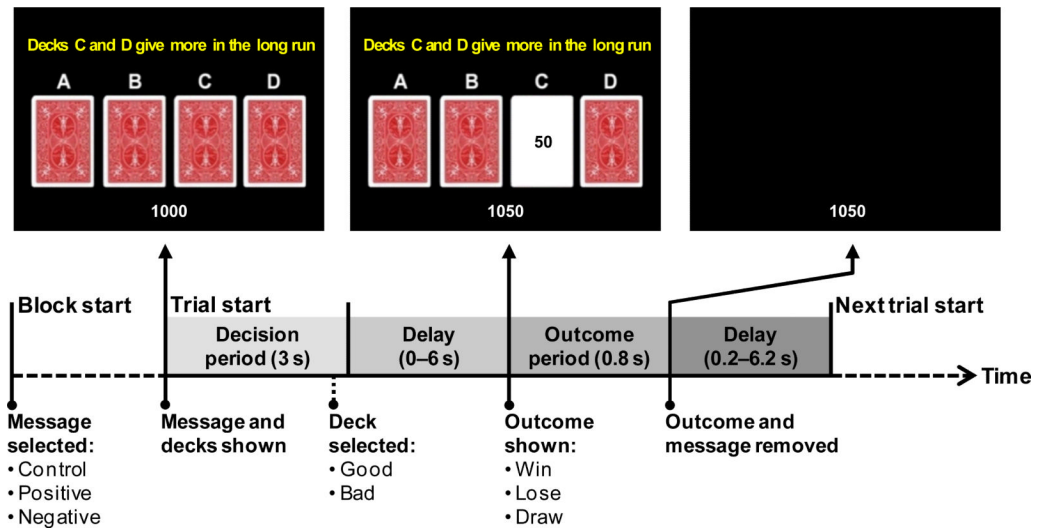 Decks C and D give more in the long run
A B C D
1000
Decks C and D give more in the long run
A B C D
50
1050
1050
Block start
Trial start
Next trial start
Decision
period (3 s)
Delay
(0–6 s)
Outcome
period (0.8 s)
Delay
(0.2–6.2 s)
Time
Message
selected:
• Control
• Positive
• Negative
Message and
decks shown
Deck
selected:
• Good
• Bad
Outcome
shown:
• Win
• Lose
• Draw
Outcome and
message removed